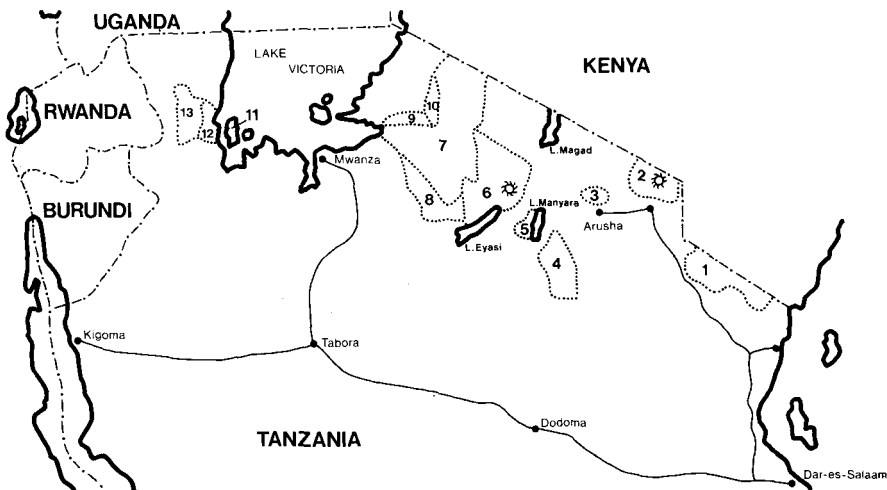 UGANDA
LAKE
VICTORIA
KENYA
RWANDA
13
12
11
10
9
7
8
6
L.Magad
2
3
L.Manyara
Mwanza
BURUNDI
5
Arusha
L.Eyasi
4
1
Kigoma
Tabora
Dodoma
TANZANIA
Dar-es-Salaam